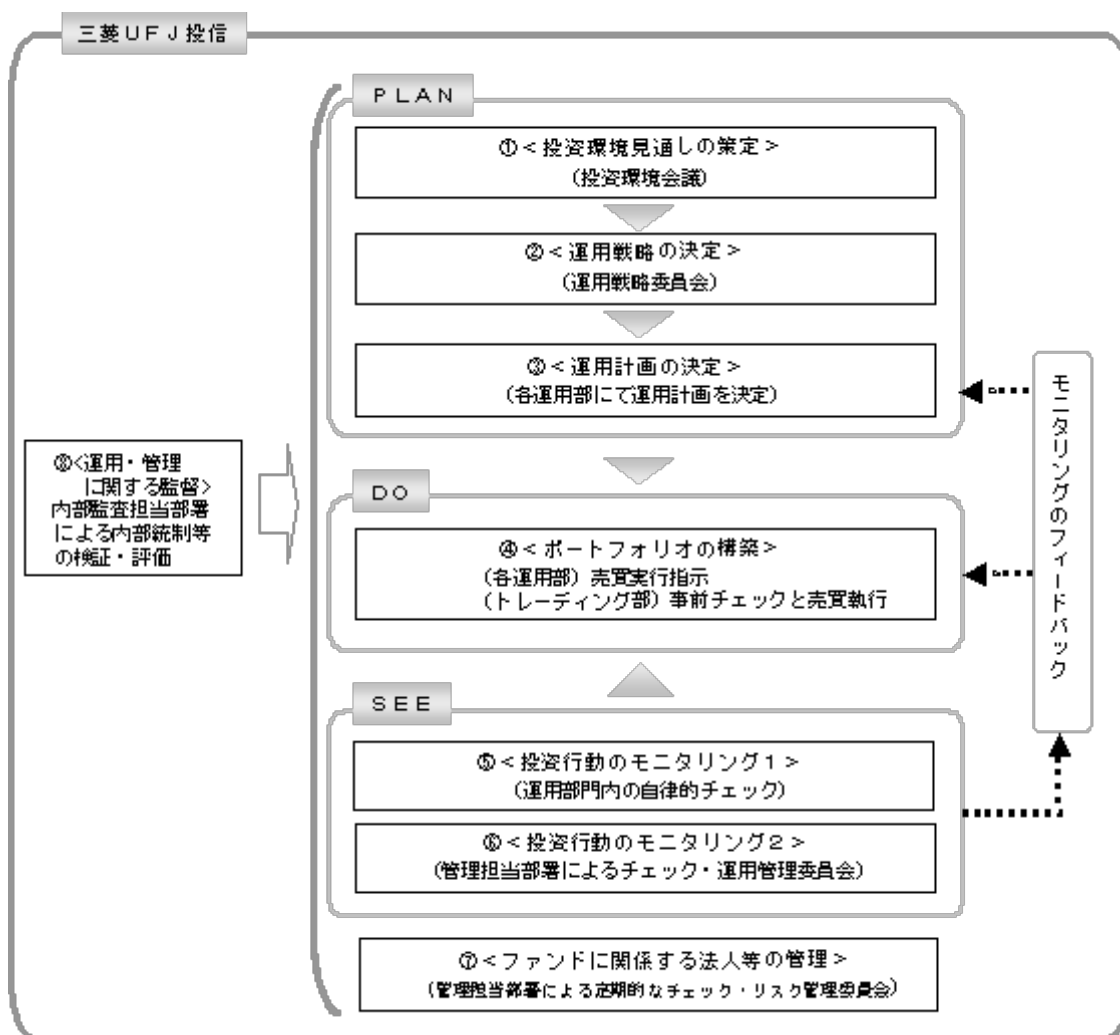 三菱ＵＦＪ投信
ＰＬＡＮ
①＜投資環境見通しの策定＞
（投資環境会議）
②＜運用戦略の決定＞
（運用戦略委員会）
③＜運用計画の決定＞
（各運用部にて運用計画を決定）
⑧＜運用・管理
に関する監督＞
内部監査担当部署
による内部統制等
の検証・評価
ＤＯ
④＜ポートフォリオの構築＞
（各運用部）売買実行指示
（トレーディング部）事前チェックと売買執行
モニタリングのフィードバック
ＳＥＥ
⑤＜投資行動のモニタリング１＞
（運用部門内の自律的チェック）
⑥＜投資行動のモニタリング２＞
（管理担当部署によるチェック・運用管理委員会）
⑦＜ファンドに関係する法人等の管理＞
（管理担当部署による定期的なチェック・リスク管理委員会）